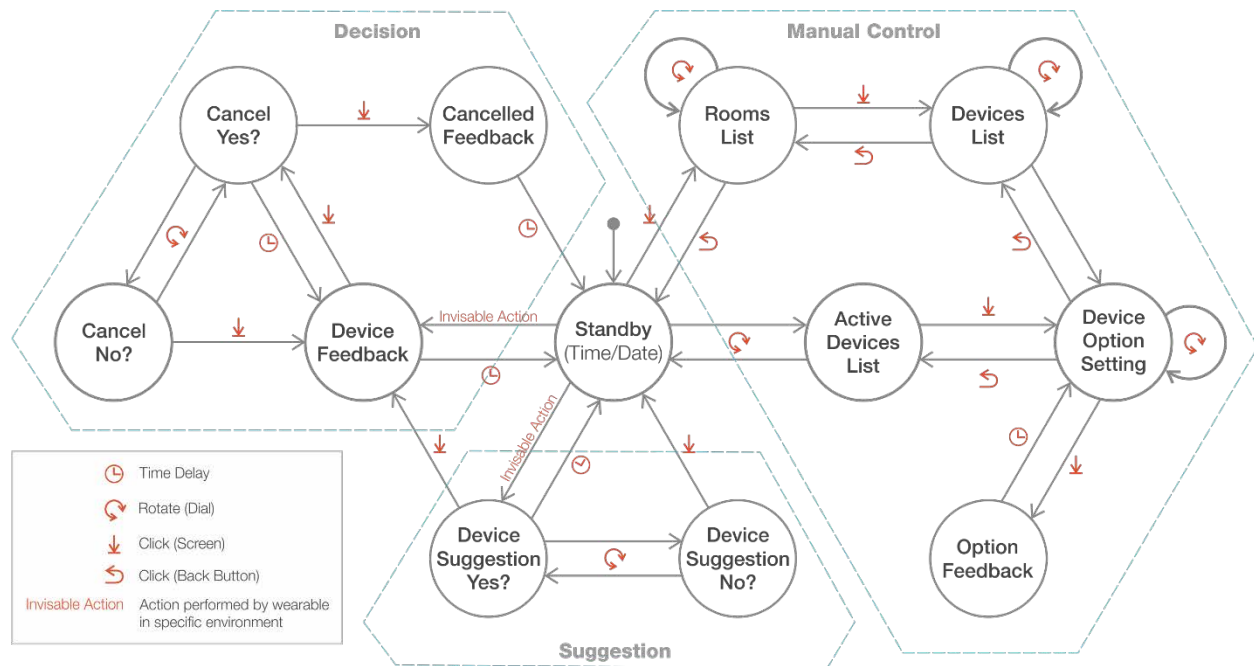 Decision
Manual Control
Cancel
Yes?
Cancelled
Feedback
Rooms
List
Devices
List
Cancel
No?
Device
Feedback
Invisable Action
Standby
(Time/Date)
Active
Devices
List
Device
Option
Setting
Invisable Action
Device
Suggestion
Yes?
Device
Suggestion
No?
Option
Feedback
Suggestion
Time Delay
Rotate (Dial)
Click (Screen)
Click (Back Button)
Invisable Action
Action performed by wearable
in specific environment